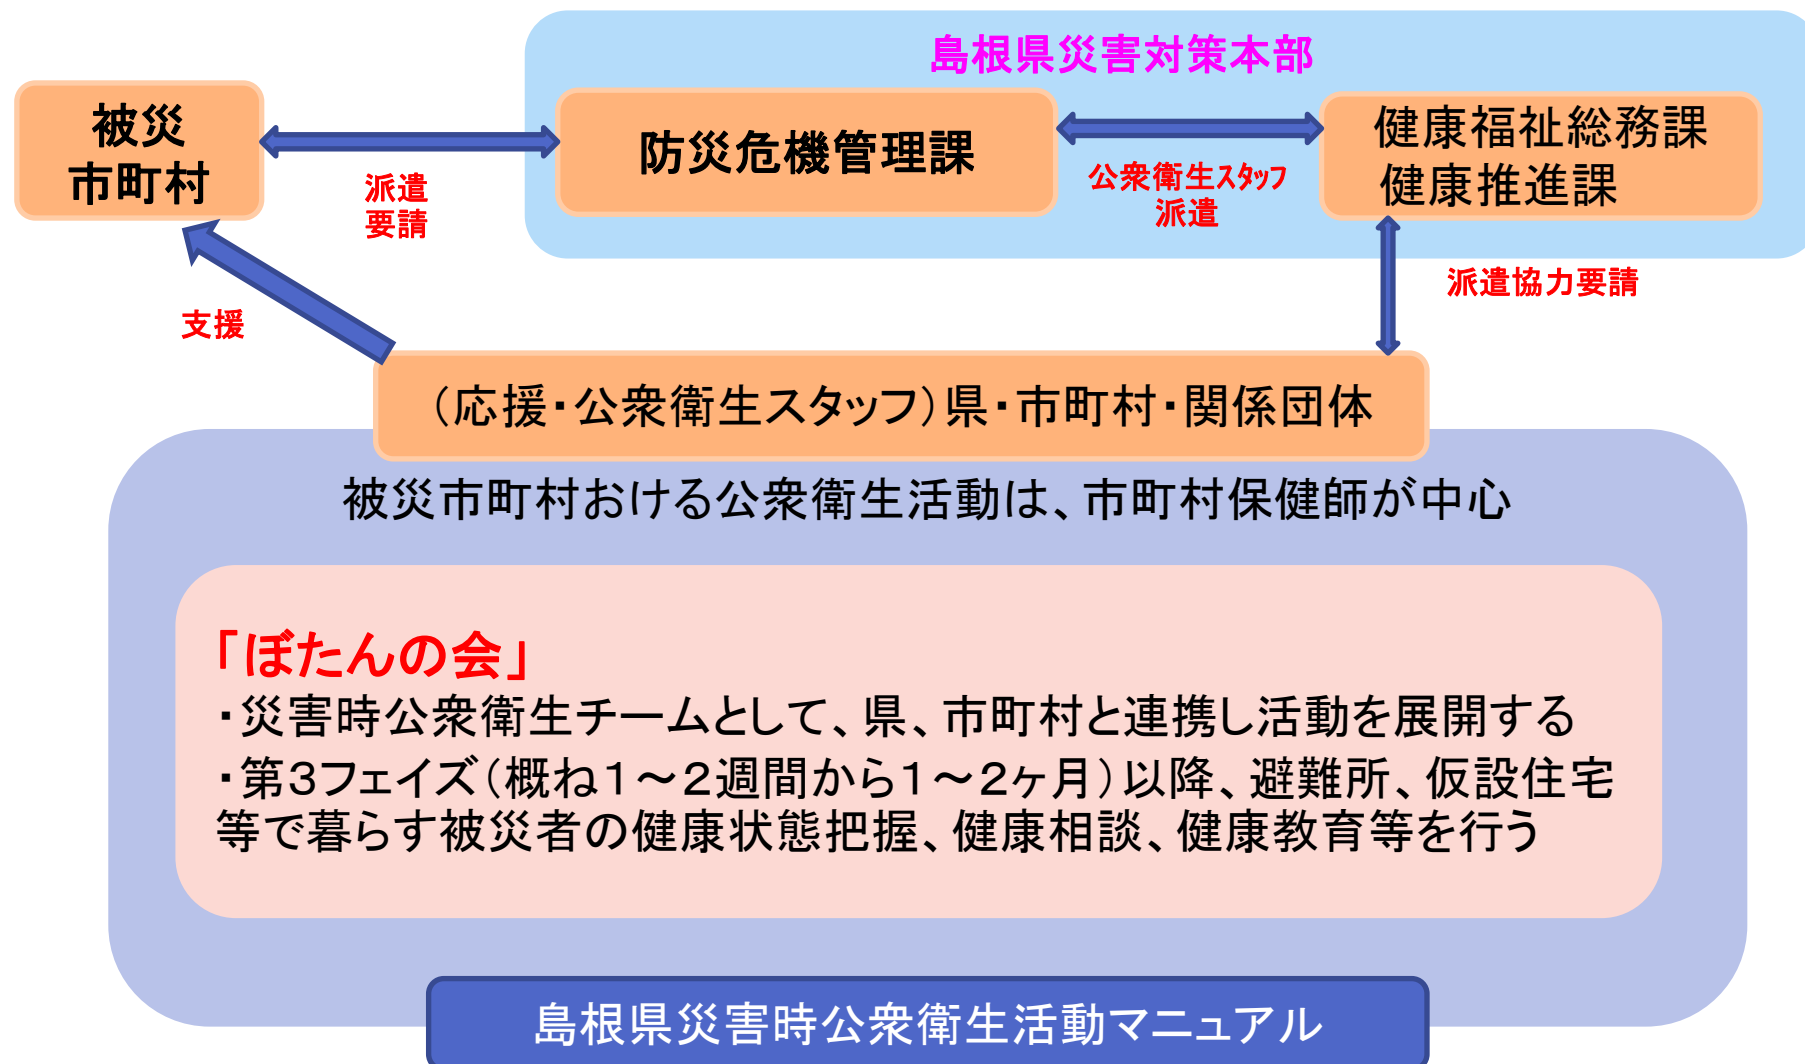 島根県災害対策本部
被災
市町村
防災危機管理課
健康福祉総務課
健康推進課
派遣
要請
公衆衛生スタッフ
派遣
派遣協力要請
支援
（応援・公衆衛生スタッフ）県・市町村・関係団体
被災市町村おける公衆衛生活動は、市町村保健師が中心
「ぼたんの会」
・災害時公衆衛生チームとして、県、市町村と連携し活動を展開する
・第３フェイズ（概ね１～２週間から１～２ヶ月）以降、避難所、仮設住宅
等で暮らす被災者の健康状態把握、健康相談、健康教育等を行う
島根県災害時公衆衛生活動マニュアル